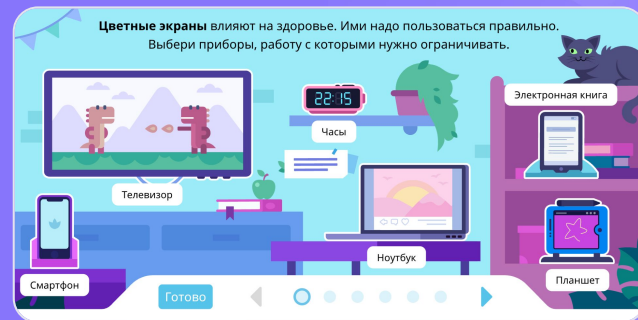 Цветные экраны влияют на здоровье. Ими надо пользоваться правильно.
Выбери приборы, работу с которыми нужно ограничивать.
Электронная книга
22:15
Часы
Телевизор
Ноутбук
Смартфон
Планшет
Готово